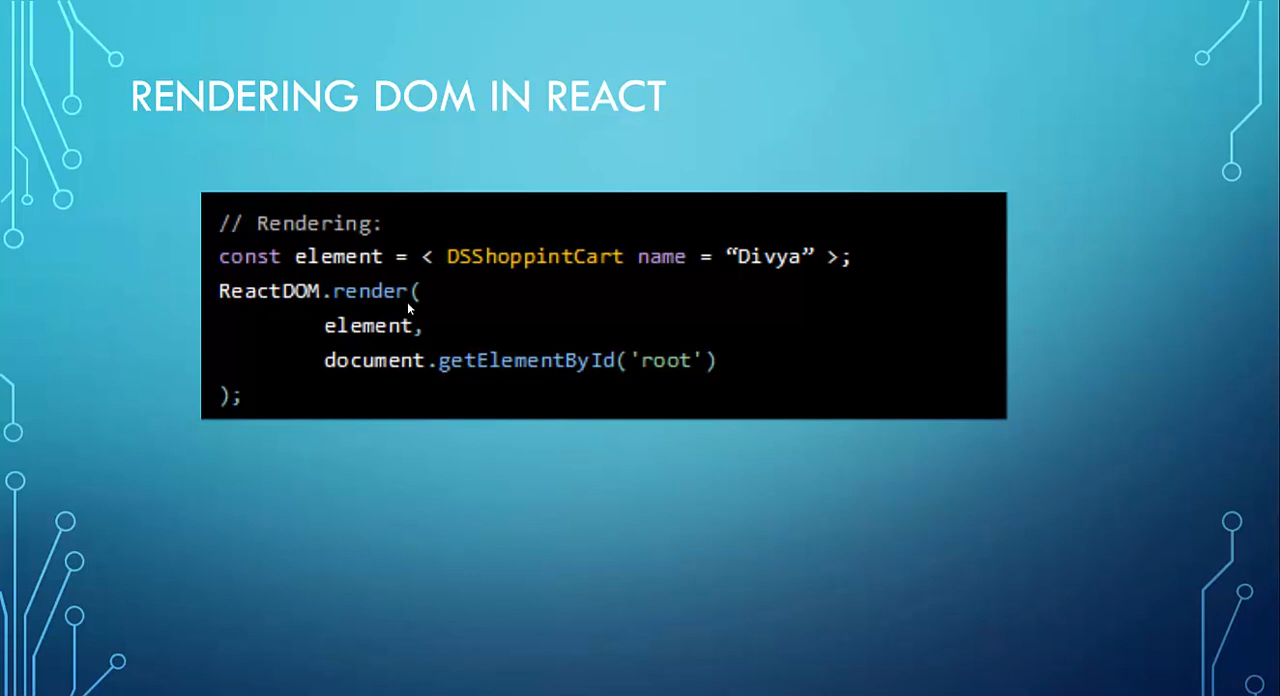 RENDERING DOM IN REACT
// Rendering:
const element = < DSShoppintCart name = “Divya” >;
ReactDOM.render(
element,
document.getElementById('root')
);